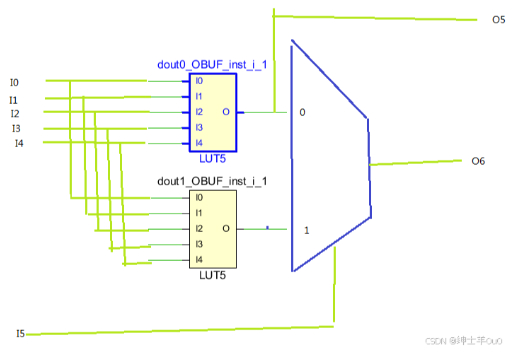 O5
dout0_OBUF_inst_i_1
I0
I1
I2
I3
I4
I0
I1
I2
I3
I4
O
LUT5
0
O6
dout1_OBUF_inst_i_1
I0
I1
I2
I3
I4
O
LUT5
1
I5
CSDN @绅士羊OuO